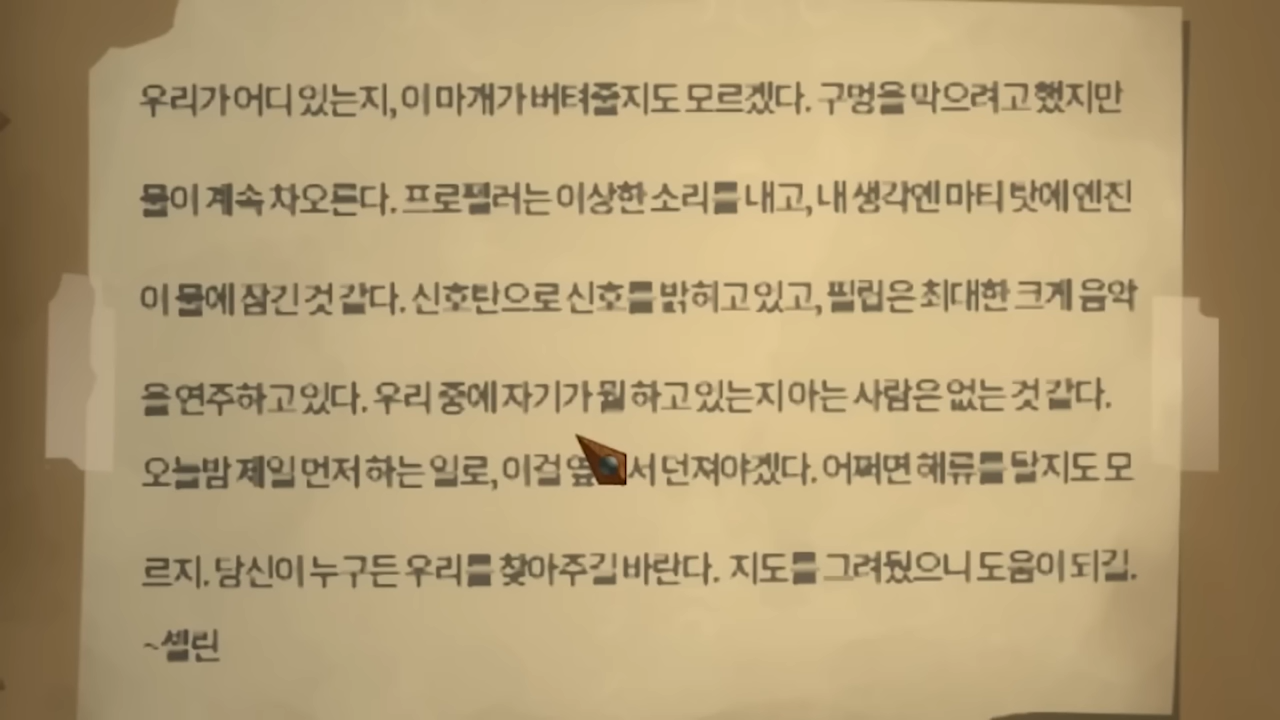 우리가 어디 있는지, 이 마개가 버텨줄지도 모르겠다. 구멍을 막으려고 했지만
물이 계속 차오른다. 프로펠러는 이상한 소리를 내고, 내 생각엔 마티 탓에 엔진
이 물에 잠긴 것 같다. 신호탄으로 신호를 밝히고 있고, 필립은 최대한 크게 음악
을 연주하고 있다. 우리 중에 자기가 뭘 하고 있는지 아는 사람은 없는 것 같다.
오늘밤 제일 먼저 하는 일로, 이걸 던져야겠다. 어쩌면 해류를 탈지도 모
르지. 당신이 누구든 우리를 찾아주길 바란다. 지도를 그려뒀으니 도움이 되길.
~셀린